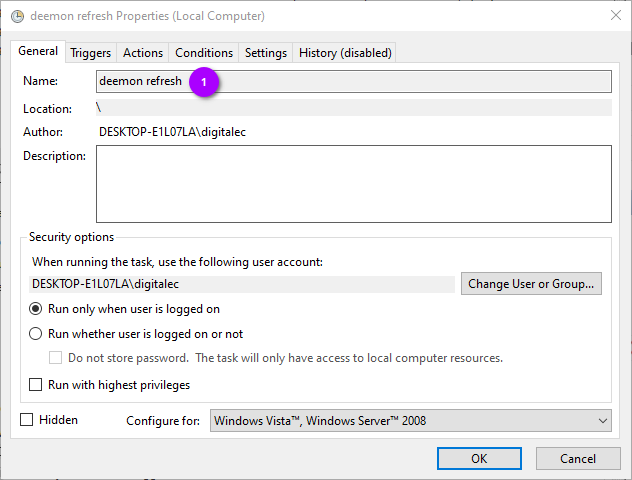 deemon refresh Properties (Local Computer)
General Triggers Actions Conditions Settings History (disabled)
Name: deemon refresh 1
Location: \
Author: DESKTOP-E1L07LA\digitalec
Description:
Security options
When running the task, use the following user account:
DESKTOP-E1L07LA\digitalec Change User or Group...
Run only when user is logged on
Run whether user is logged on or not
Do not store password. The task will only have access to local computer resources.
Run with highest privileges
Hidden Configure for: Windows Vista™, Windows Server™ 2008
OK Cancel